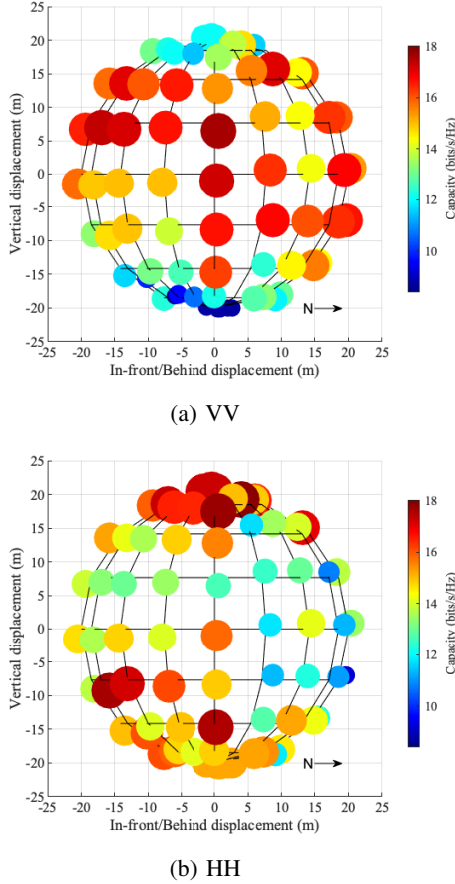 25
20
15
10
5
0
-5
-10
-15
-20
-25
Vertical displacement (m)
-25 -20 -15 -10 -5 0 5 10 15 20 25
In-front/Behind displacement (m)
N
18
16
14
12
10
Capacity (bits/s/Hz)
(a) VV
25
20
15
10
5
0
-5
-10
-15
-20
-25
Vertical displacement (m)
-25 -20 -15 -10 -5 0 5 10 15 20 25
In-front/Behind displacement (m)
N
18
16
14
12
10
Capacity (bits/s/Hz)
(b) HH